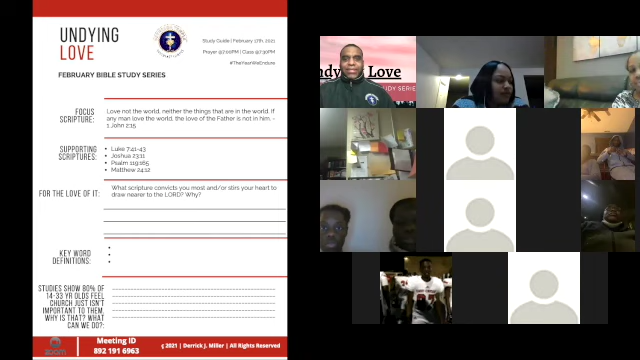 UNDYING
LOVE
Study Guide | February 17th, 2021
Prayer @7:00PM | Class @7:30PM
#TheYearWeEndure
FEBRUARY BIBLE STUDY SERIES
FOCUS
SCRIPTURE:
Love not the world, neither the things that are in the world. If
any man love the world, the love of the Father is not in him. -
1 John 2:15
SUPPORTING
SCRIPTURES:
• Luke 7:41-43
• Joshua 23:11
• Psalm 119:165
• Matthew 24:12
FOR THE LOVE OF IT:
What scripture convicts you most and/or stirs your heart to
draw nearer to the LORD? Why?
KEY WORD
DEFINITIONS:
STUDIES SHOW 80% OF
14-33 YR OLDS FEEL
CHURCH JUST ISN'T
IMPORTANT TO THEM.
WHY IS THAT? WHAT
CAN WE DO?:
zoom
Meeting ID
892 191 6963
© 2021 | Derrick J. Miller | All Rights Reserved
Love